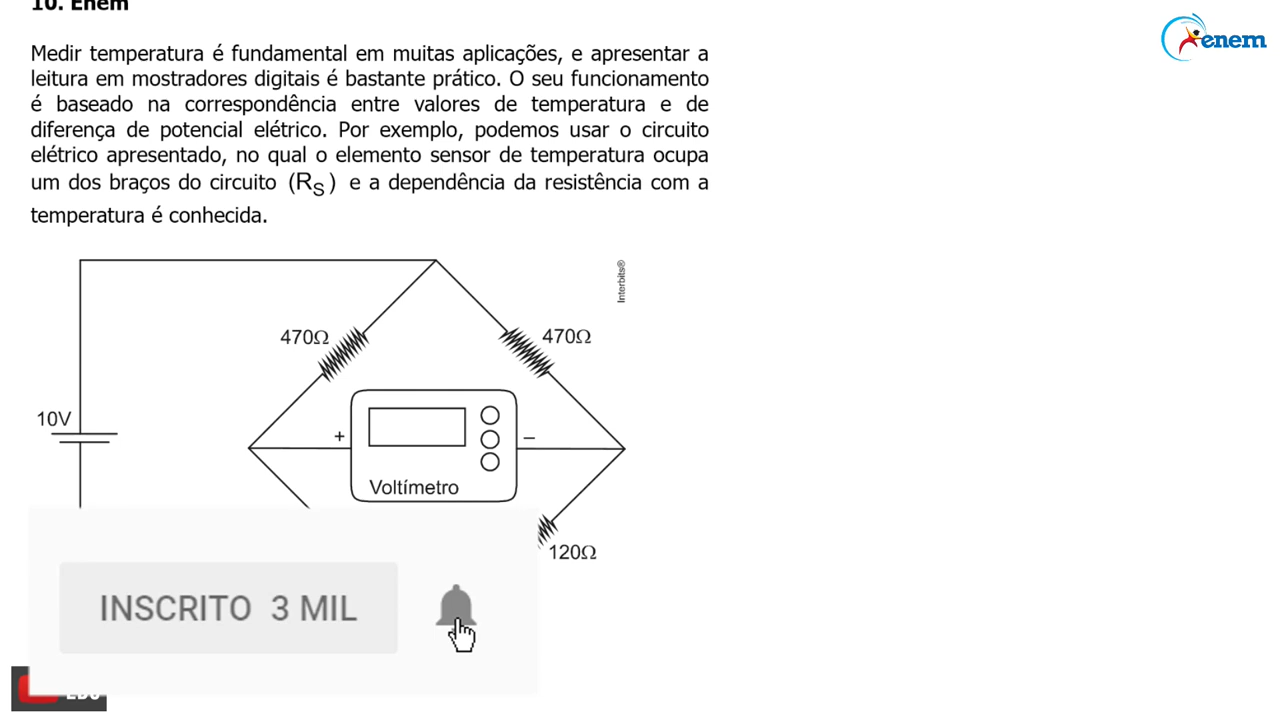 10. Enem
enem
Medir temperatura é fundamental em muitas aplicações, e apresentar a
leitura em mostradores digitais é bastante prático. O seu funcionamento
é baseado na correspondência entre valores de temperatura e de
diferença de potencial elétrico. Por exemplo, podemos usar o circuito
elétrico apresentado, no qual o elemento sensor de temperatura ocupa
um dos braços do circuito (RS) e a dependência da resistência com a
temperatura é conhecida.
Interbits®
470Ω
470Ω
10V
+
–
Voltímetro
120Ω
INSCRITO 3 MIL